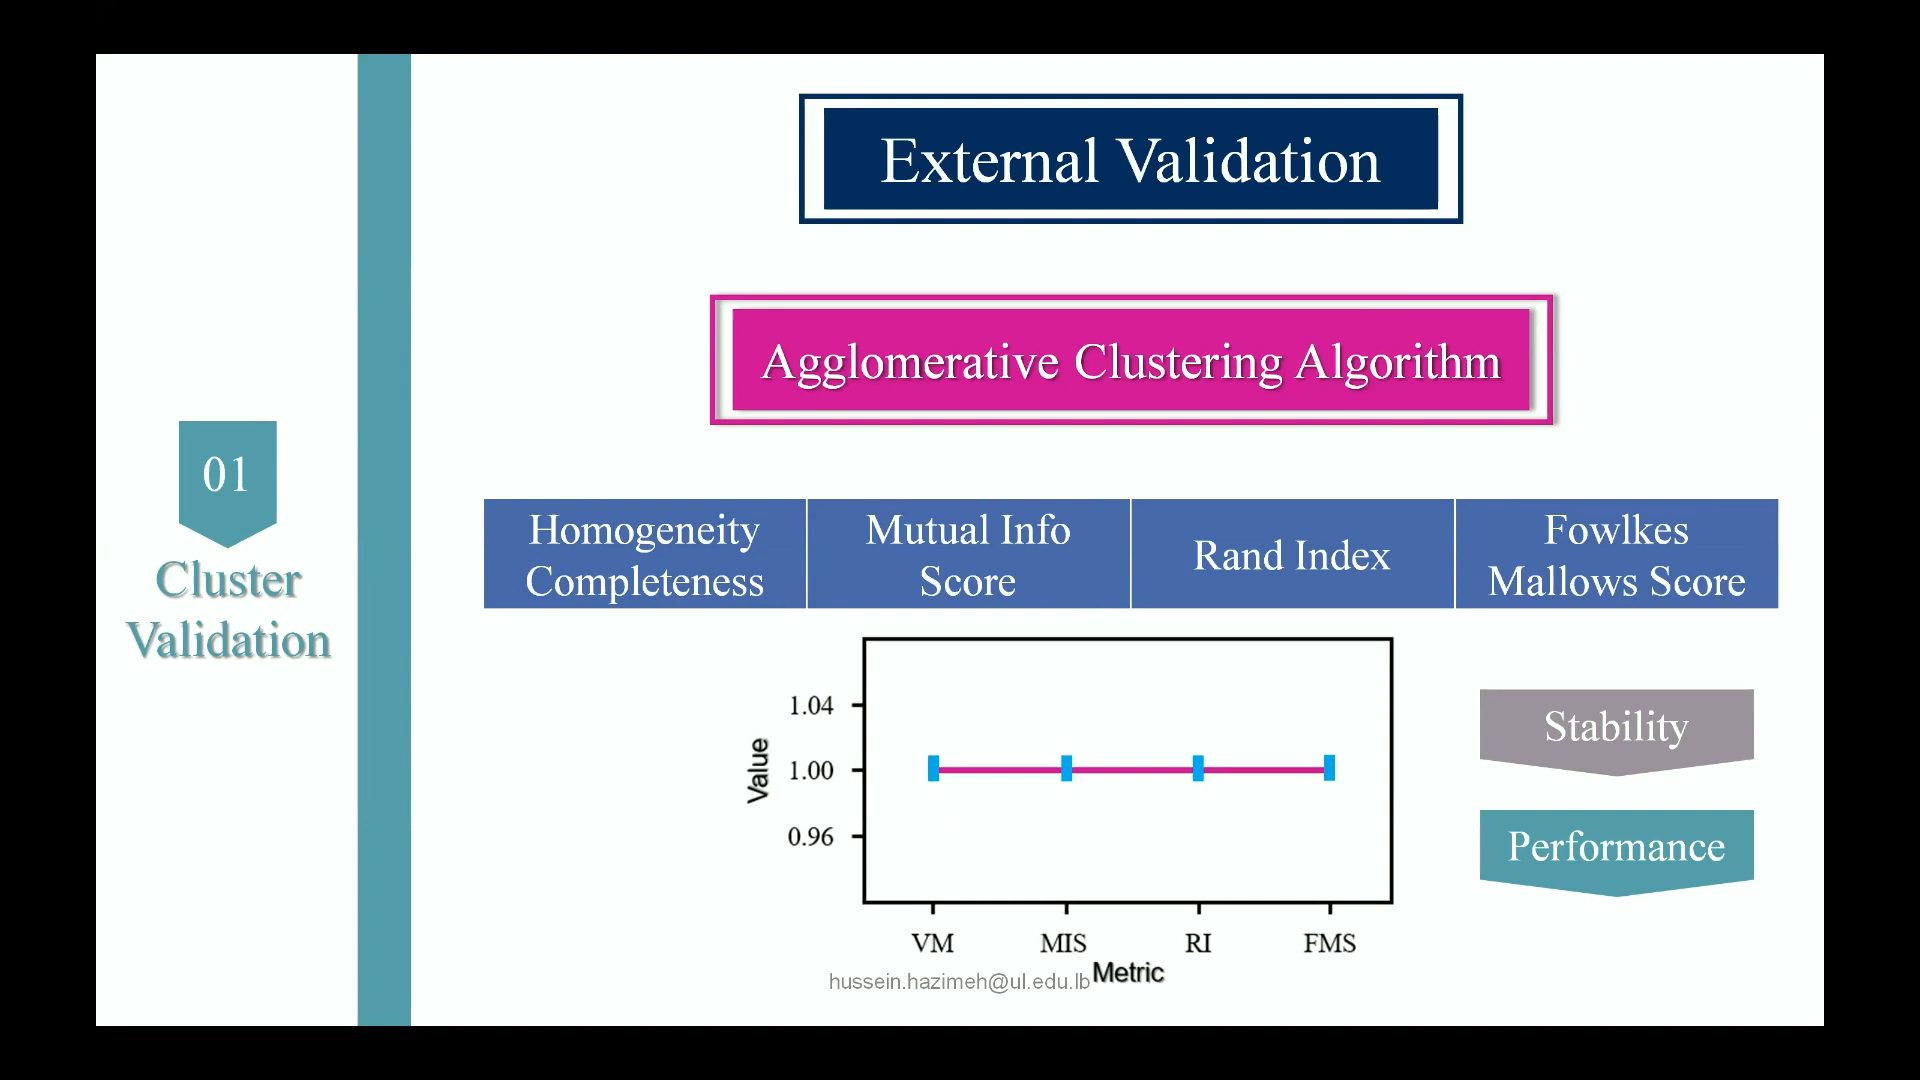 External Validation
Agglomerative Clustering Algorithm
01
Cluster
Validation
Homogeneity
Completeness
Mutual Info
Score
Rand Index
Fowlkes
Mallows Score
1.04
1.00
0.96
Value
VM
MIS
RI
FMS
Metric
Stability
Performance
hussein.hazimeh@ul.edu.lb